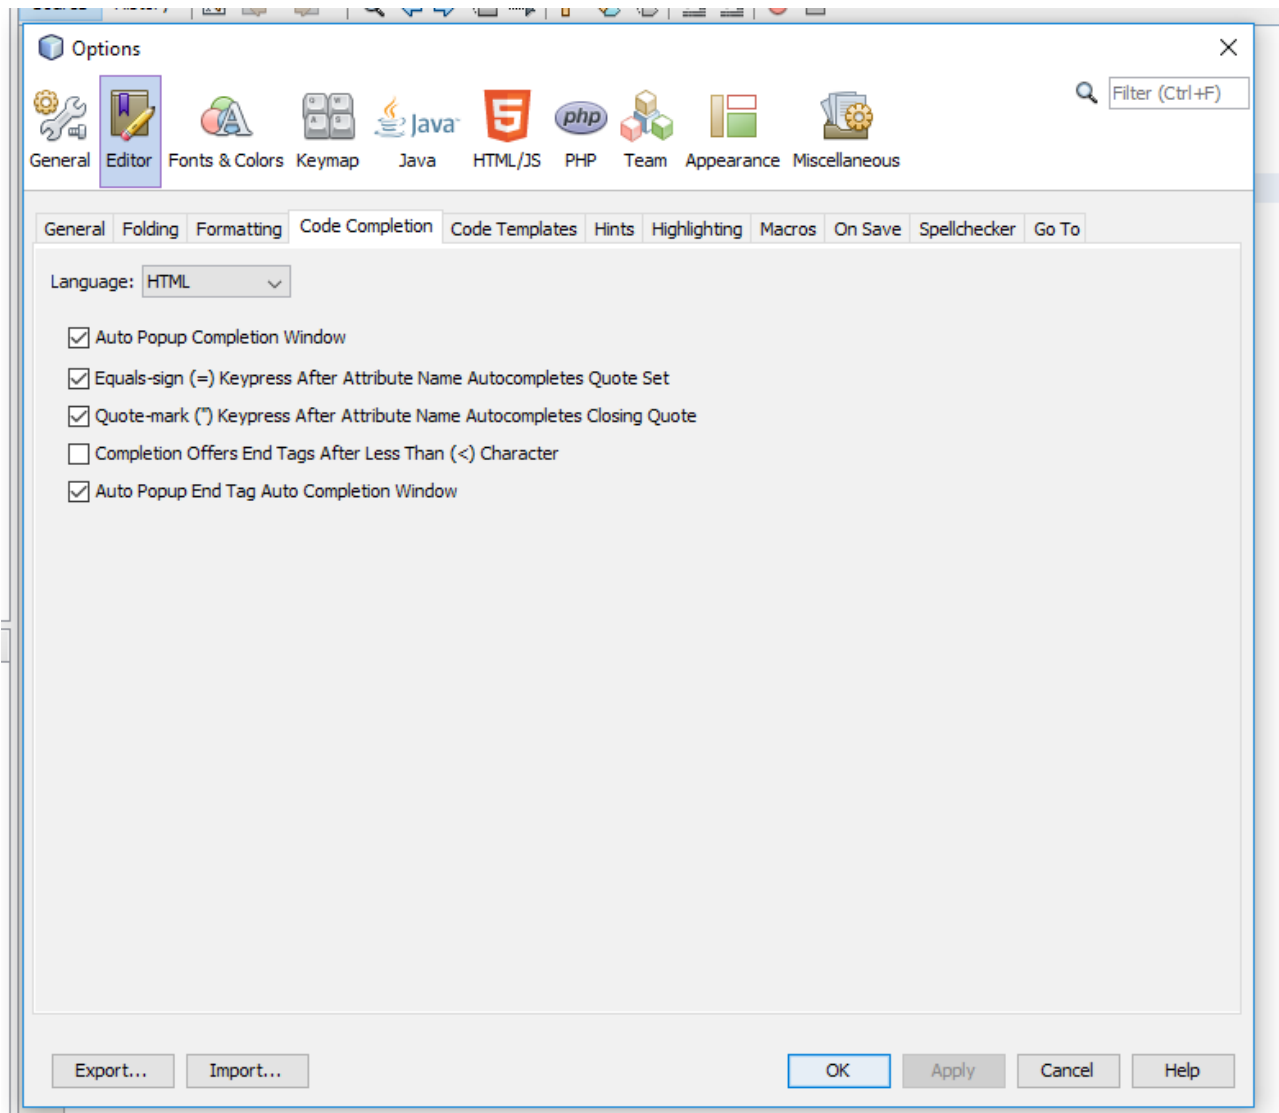 Source History
Options
Filter (Ctrl+F)
5 Java php
General Editor Fonts & Colors Keymap Java HTML/JS PHP Team Appearance Miscellaneous
General Folding Formatting Code Completion Code Templates Hints Highlighting Macros On Save Spellchecker Go To
Language: HTML
Auto Popup Completion Window
Equals-sign (=) Keypress After Attribute Name Autocompletes Quote Set
Quote-mark (") Keypress After Attribute Name Autocompletes Closing Quote
Completion Offers End Tags After Less Than (<) Character
Auto Popup End Tag Auto Completion Window
Export... Import... OK Apply Cancel Help